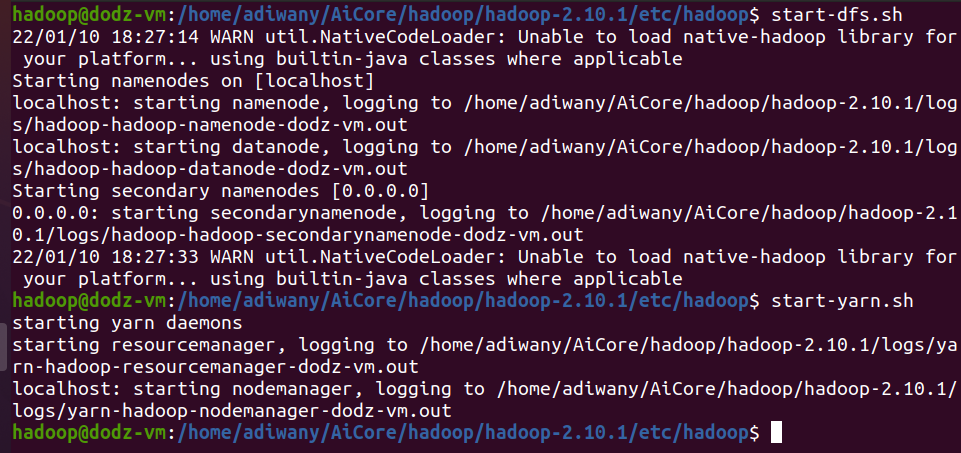 hadoop@dodz-vm:/home/adiwany/AiCore/hadoop/hadoop-2.10.1/etc/hadoop$ start-dfs.sh
22/01/10 18:27:14 WARN util.NativeCodeLoader: Unable to load native-hadoop library for
 your platform... using builtin-java classes where applicable
Starting namenodes on [localhost]
localhost: starting namenode, logging to /home/adiwany/AiCore/hadoop/hadoop-2.10.1/log
s/hadoop-hadoop-namenode-dodz-vm.out
localhost: starting datanode, logging to /home/adiwany/AiCore/hadoop/hadoop-2.10.1/log
s/hadoop-hadoop-datanode-dodz-vm.out
Starting secondary namenodes [0.0.0.0]
0.0.0.0: starting secondarynamenode, logging to /home/adiwany/AiCore/hadoop/hadoop-2.1
0.1/logs/hadoop-hadoop-secondarynamenode-dodz-vm.out
22/01/10 18:27:33 WARN util.NativeCodeLoader: Unable to load native-hadoop library for
 your platform... using builtin-java classes where applicable
hadoop@dodz-vm:/home/adiwany/AiCore/hadoop/hadoop-2.10.1/etc/hadoop$ start-yarn.sh
starting yarn daemons
starting resourcemanager, logging to /home/adiwany/AiCore/hadoop/hadoop-2.10.1/logs/ya
rn-hadoop-resourcemanager-dodz-vm.out
localhost: starting nodemanager, logging to /home/adiwany/AiCore/hadoop/hadoop-2.10.1/
logs/yarn-hadoop-nodemanager-dodz-vm.out
hadoop@dodz-vm:/home/adiwany/AiCore/hadoop/hadoop-2.10.1/etc/hadoop$